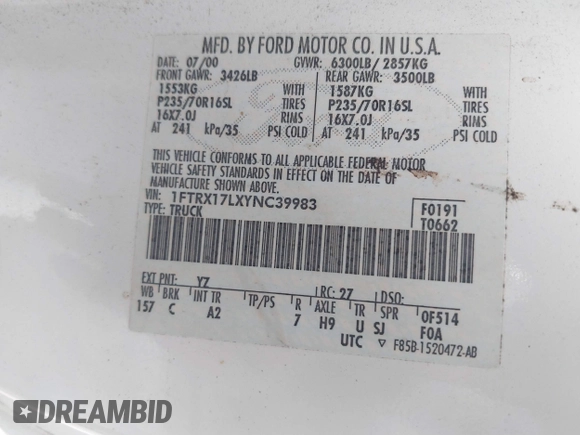 MFD. BY FORD MOTOR CO. IN U.S.A.
DATE: 07/00 GVWR: 6300LB/ 2857KG
FRONT GAWR: 3426LB REAR GAWR: 3500LB
1553KG 1587KG
P235/70R16SL TIRES P235/70R16SL TIRES
16X7.0J RIMS 16X7.0J RIMS
AT 241 kPa/35 PSI COLD AT 241 kPa/35 PSI COLD
THIS VEHICLE CONFORMS TO ALL APPLICABLE FEDERAL MOTOR
VEHICLE SAFETY STANDARDS IN EFFECT ON THE DATE OF
MANUFACTURE SHOWN ABOVE.
VIN: 1FTRX17LXYNC39983 F0191
TYPE: TRUCK T0662
EXT PNT: Y7 RC: 27 DSO:
WB BRK INT TR TP/PS R AXLE TR SPR 0F514
157 C A2 7 H9 U SJ F0A
UTC F85B-1520472-AB
DREAMBID